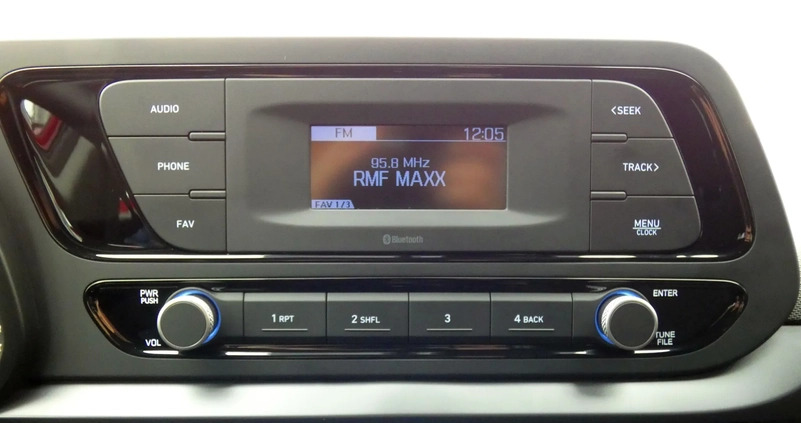 AUDIO
PHONE
FAV
FM 12:05
95.8 MHz
RMF MAXX
FAV 1/3
Bluetooth
<SEEK
TRACK>
MENU
CLOCK
PWR
PUSH
VOL
1 RPT
2 SHFL
3
4 BACK
ENTER
TUNE
FILE